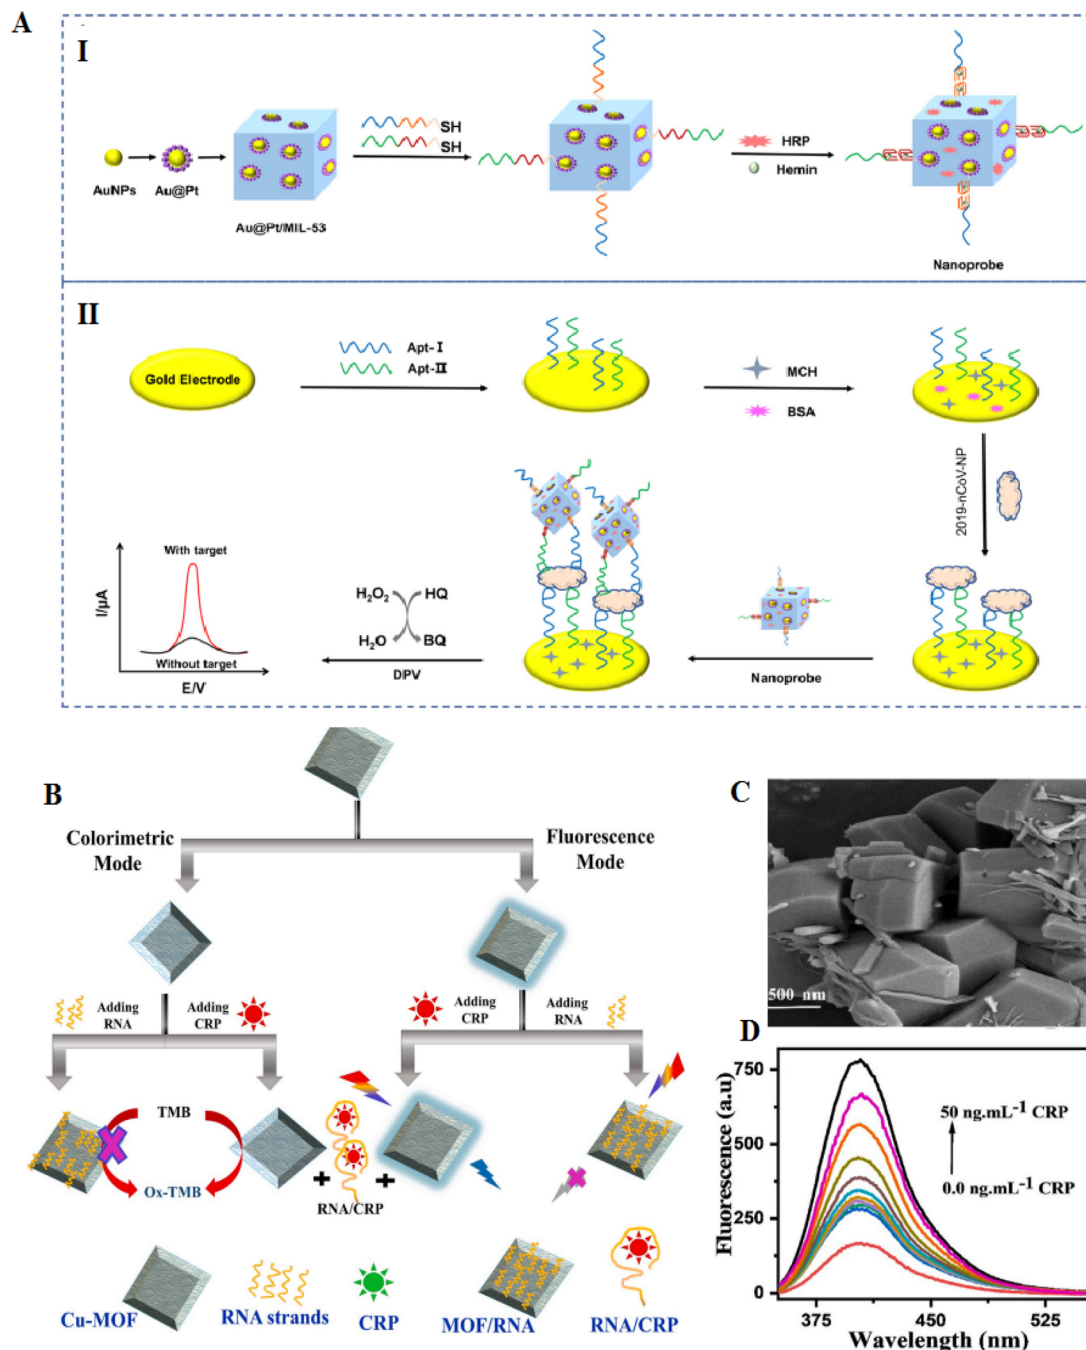 A
I
SH
SH
HRP
Hemin
AuNPs
Au@Pt
Au@Pt/MIL-53
Nanoprobe
II
Gold Electrode
Apt-I
Apt-II
MCH
BSA
2019-nCoV-NP
With target
I/μA
Without target
E/V
H2O2
HQ
H2O
BQ
DPV
Nanoprobe
B
Colorimetric
Mode
Fluorescence
Mode
Adding
RNA
Adding
CRP
Adding
CRP
Adding
RNA
TMB
Ox-TMB
RNA/CRP
Cu-MOF
RNA strands
CRP
MOF/RNA
RNA/CRP
C
500 nm
D
Fluorescence (a.u)
750
500
250
0
50 ng.mL-1 CRP
0.0 ng.mL-1 CRP
375
450
525
Wavelength (nm)